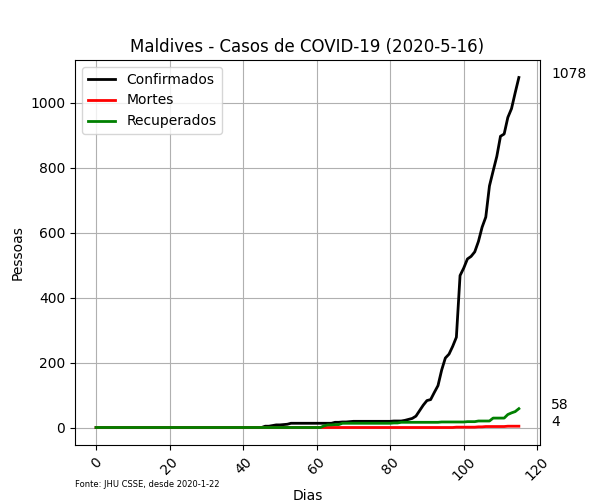 Maldives - Casos de COVID-19 (2020-5-16)
Confirmados
Mortes
Recuperados
1078
58
4
Pessoas
1000
800
600
400
200
0
0 20 40 60 80 100 120
Fonte: JHU CSSE, desde 2020-1-22
Dias